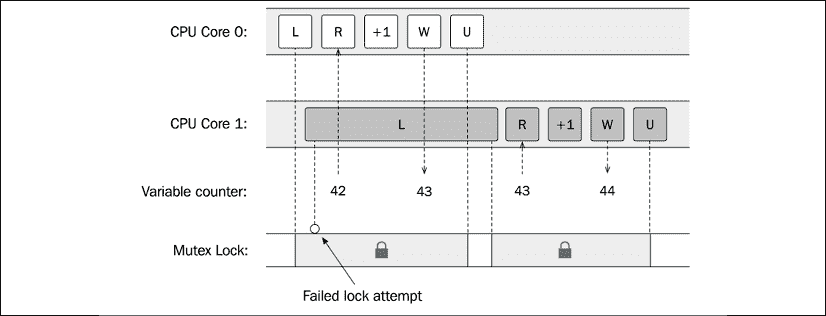 CPU Core 0: L R +1 W U
CPU Core 1: L R +1 W U
Variable counter: 42 43 43 44
Mutex Lock:
Failed lock attempt